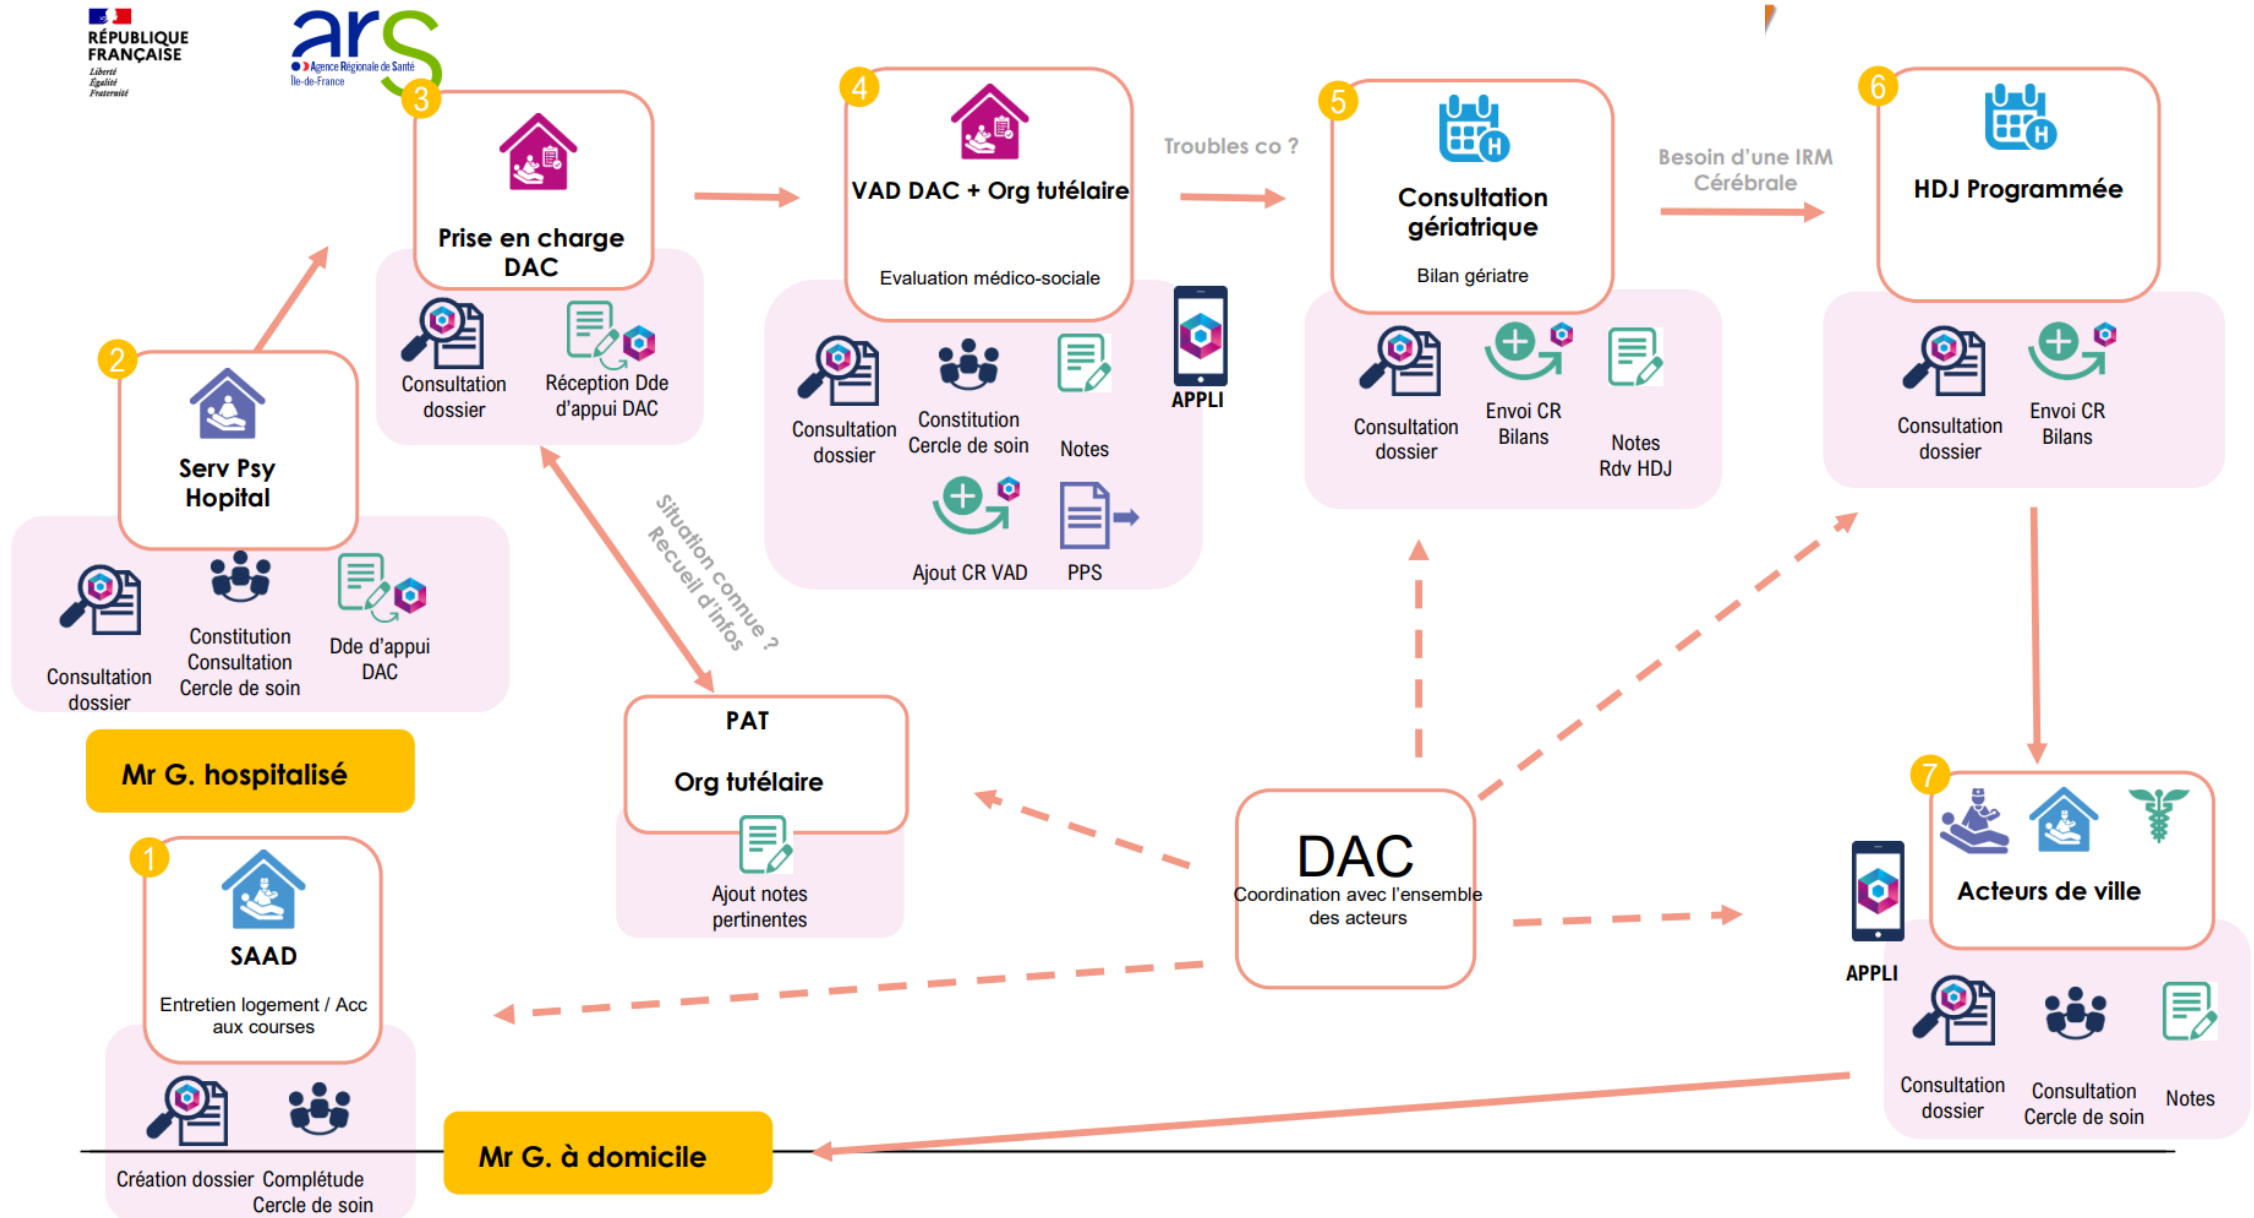 RÉPUBLIQUE
FRANÇAISE
Liberté
Égalité
Fraternité
ars
Agence Régionale de Santé
Île-de-France
3
Prise en charge
DAC
Consultation
dossier
Réception Dde
d'appui DAC
4
VAD DAC + Org tutélaire
Evaluation médico-sociale
Consultation
dossier
Constitution
Cercle de soin
Notes
Ajout CR VAD
PPS
APPLI
Troubles co ?
5
Consultation
gériatrique
Bilan gériatre
Consultation
dossier
Envoi CR
Bilans
Notes
Rdv HDJ
Besoin d'une IRM
Cérébrale
6
H
H
HDJ Programmée
Consultation
dossier
Envoi CR
Bilans
2
Serv Psy
Hopital
Consultation
dossier
Constitution
Consultation
Cercle de soin
Dde d'appui
DAC
Situation connue ?
Recueil d'infos
Mr G. hospitalisé
PAT
Org tutélaire
Ajout notes
pertinentes
DAC
Coordination avec l'ensemble
des acteurs
7
Acteurs de ville
APPLI
Consultation
dossier
Consultation
Cercle de soin
Notes
1
SAAD
Entretien logement / Acc
aux courses
Création dossier
Complétude
Cercle de soin
Mr G. à domicile